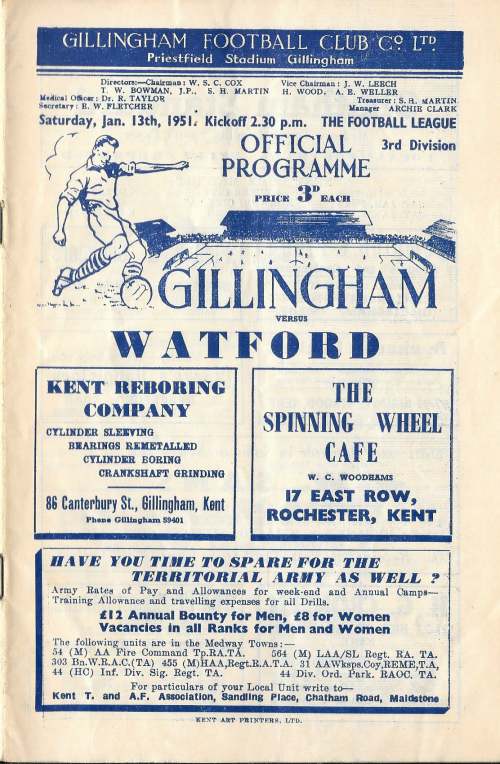 GILLINGHAM FOOTBALL CLUB CO. LTD
Priestfield Stadium Gillingham
Directors:—Chairman: W. S. C. COX Vice Chairman: J. W. LEECH
T. W. BOWMAN, J.P., S. H. MARTIN H. WOOD, A. E. WELLER
Medical Officer: Dr. R. TAYLOR Treasurer: S. H. MARTIN
Secretary: E. W. FLETCHER Manager ARCHIE CLARK
Saturday, Jan. 13th, 1951. Kickoff 2.30 p.m. THE FOOTBALL LEAGUE
OFFICIAL 3rd Division
PROGRAMME
PRICE 3D EACH
GILLINGHAM
VERSUS
WATFORD
KENT REBORING
COMPANY
CYLINDER SLEEVING
BEARINGS REMETALLED
CYLINDER BORING
CRANKSHAFT GRINDING
86 Canterbury St., Gillingham, Kent
Phone Gillingham 59401
THE
SPINNING WHEEL
CAFE
W. C. WOODHAMS
17 EAST ROW,
ROCHESTER, KENT
HAVE YOU TIME TO SPARE FOR THE
TERRITORIAL ARMY AS WELL ?
Army Rates of Pay and Allowances for week-end and Annual Camps—
Training Allowance and travelling expenses for all Drills.
£12 Annual Bounty for Men, £8 for Women
Vacancies in all Ranks for Men and Women
The following units are in the Medway Towns:—
54 (M) AA Fire Command Tp.RA.TA. 564 (M) LAA/SL Regt. RA. TA.
303 Bn.W.R.A.C.(TA) 455 (M)HAA,Regt.R.A.T.A. 31 AAWksps.Coy,REME,T.A,
44 (HC) Inf. Div. Sig. Regt. TA. 44 Div. Ord. Park. RAOC. TA.
For particulars of your Local Unit write to—
Kent T. and A.F. Association, Sandling Place, Chatham Road, Maidstone
KENT ART PRINTERS, LTD.